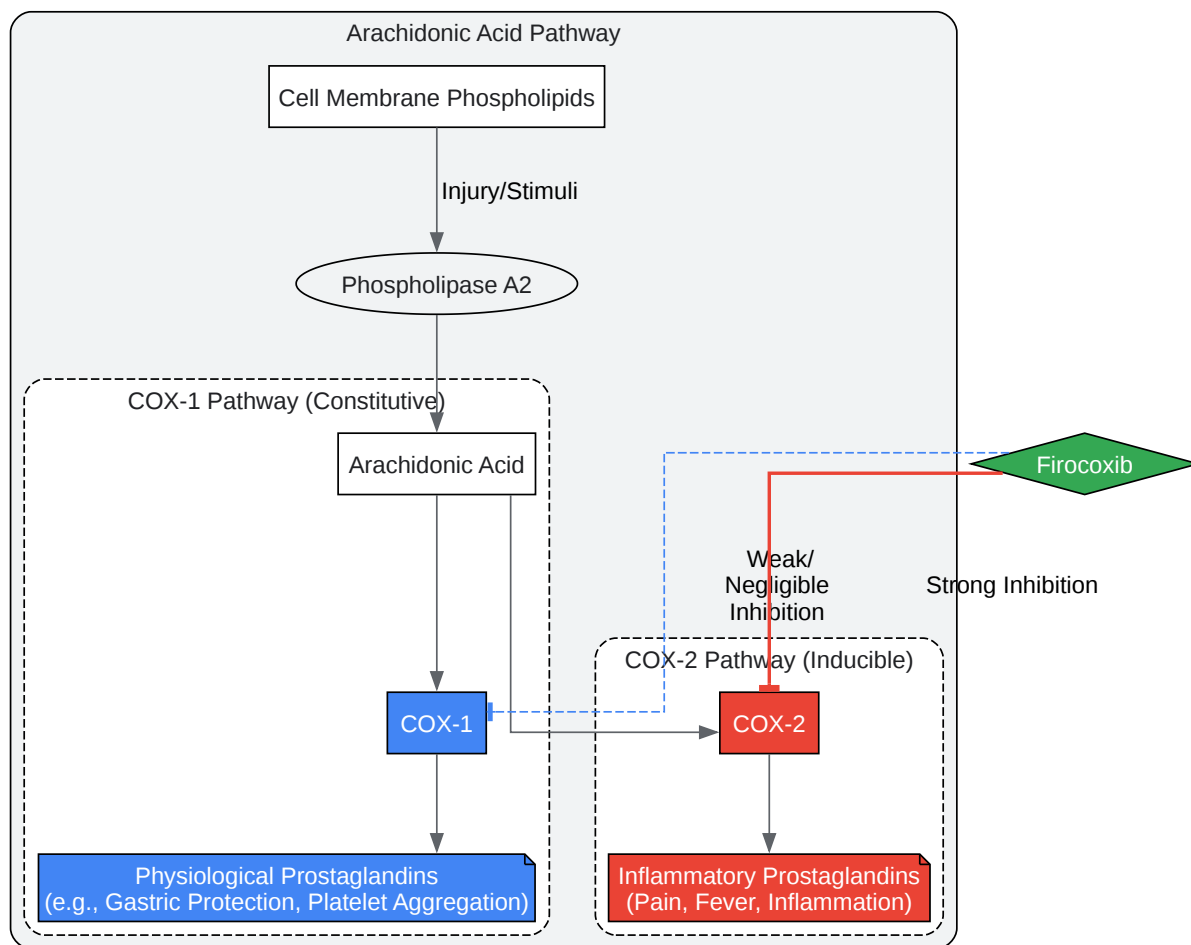 Arachidonic Acid Pathway
Cell Membrane Phospholipids
Injury/Stimuli
Phospholipase A2
COX-1 Pathway (Constitutive)
Arachidonic Acid
Firocoxib
Weak/
Negligible
Inhibition
Strong Inhibition
COX-2 Pathway (Inducible)
COX-1
COX-2
Physiological Prostaglandins
(e.g., Gastric Protection, Platelet Aggregation)
Inflammatory Prostaglandins
(Pain, Fever, Inflammation)